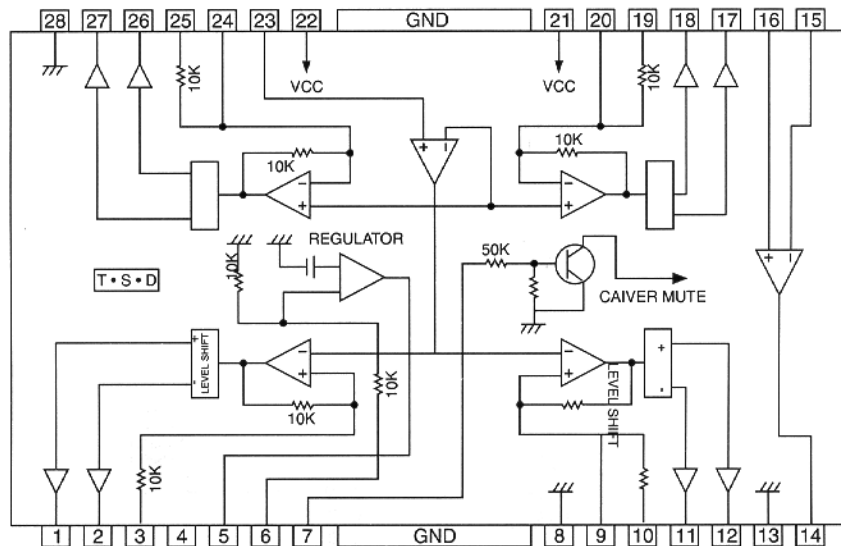 28 27 26 25 24 23 22 GND 21 20 19 18 17 16 15
10K
VCC
VCC
10K
10K
+ −
10K
−
+
−
+
+ −
REGULATOR
10K
50K
T • S • D
CAIVER MUTE
+
-
LEVEL SHIFT
−
+
10K
−
+
LEVEL SHIFT
+
-
10K
10K
1 2 3 4 5 6 7 GND 8 9 10 11 12 13 14